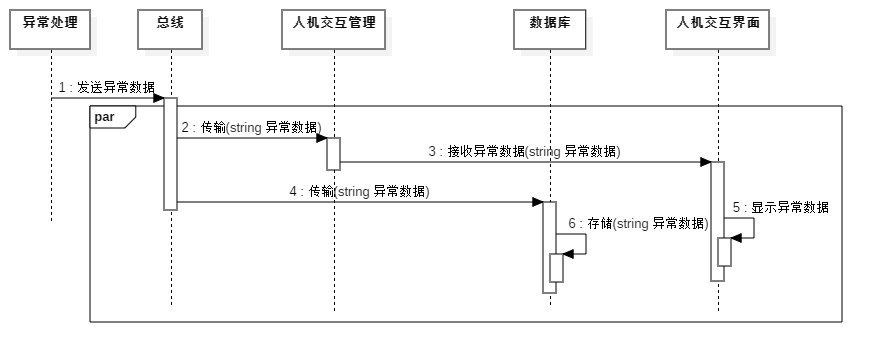 异常处理
总线
人机交互管理
数据库
人机交互界面
1 : 发送异常数据
par
2 : 传输(string 异常数据)
3 : 接收异常数据(string 异常数据)
4 : 传输(string 异常数据)
5 : 显示异常数据
6 : 存储(string 异常数据)